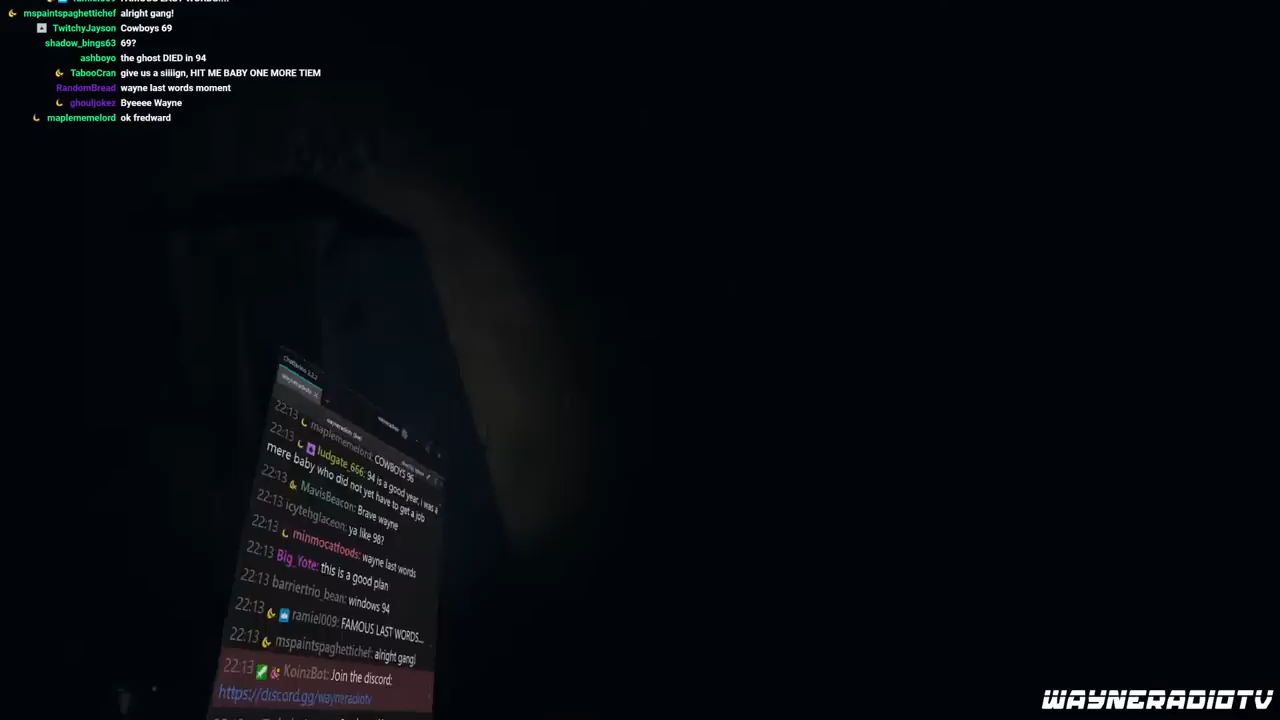 mspaintspaghettichef alright gang!
TwitchyJayson Cowboys 69
shadow_bings63 69?
ashboyo the ghost DIED in 94
TabooCran give us a siiiign, HIT ME BABY ONE MORE TIEM
RandomBread wayne last words moment
ghouljokez Byeeee Wayne
maplememelord ok fredward
22:13 maplememelord: COWBOYS 96
22:13 ludgate_666: 94 is a good year, i was a
mere baby who did not yet have to get a job
22:13 MavisBeacon: Brave wayne
22:13 icytehglaceon: ya like 98?
22:13 minmocatfoods: wayne last words
22:13 Big_Yote: this is a good plan
22:13 barriertrio_bean: windows 94
22:13 ramiel009: FAMOUS LAST WORDS...
22:13 mspaintspaghettichef: alright gang!
22:13 KoinzBot: Join the discord:
https://discord.gg/wayneradiotv
WAYNERADIOTV